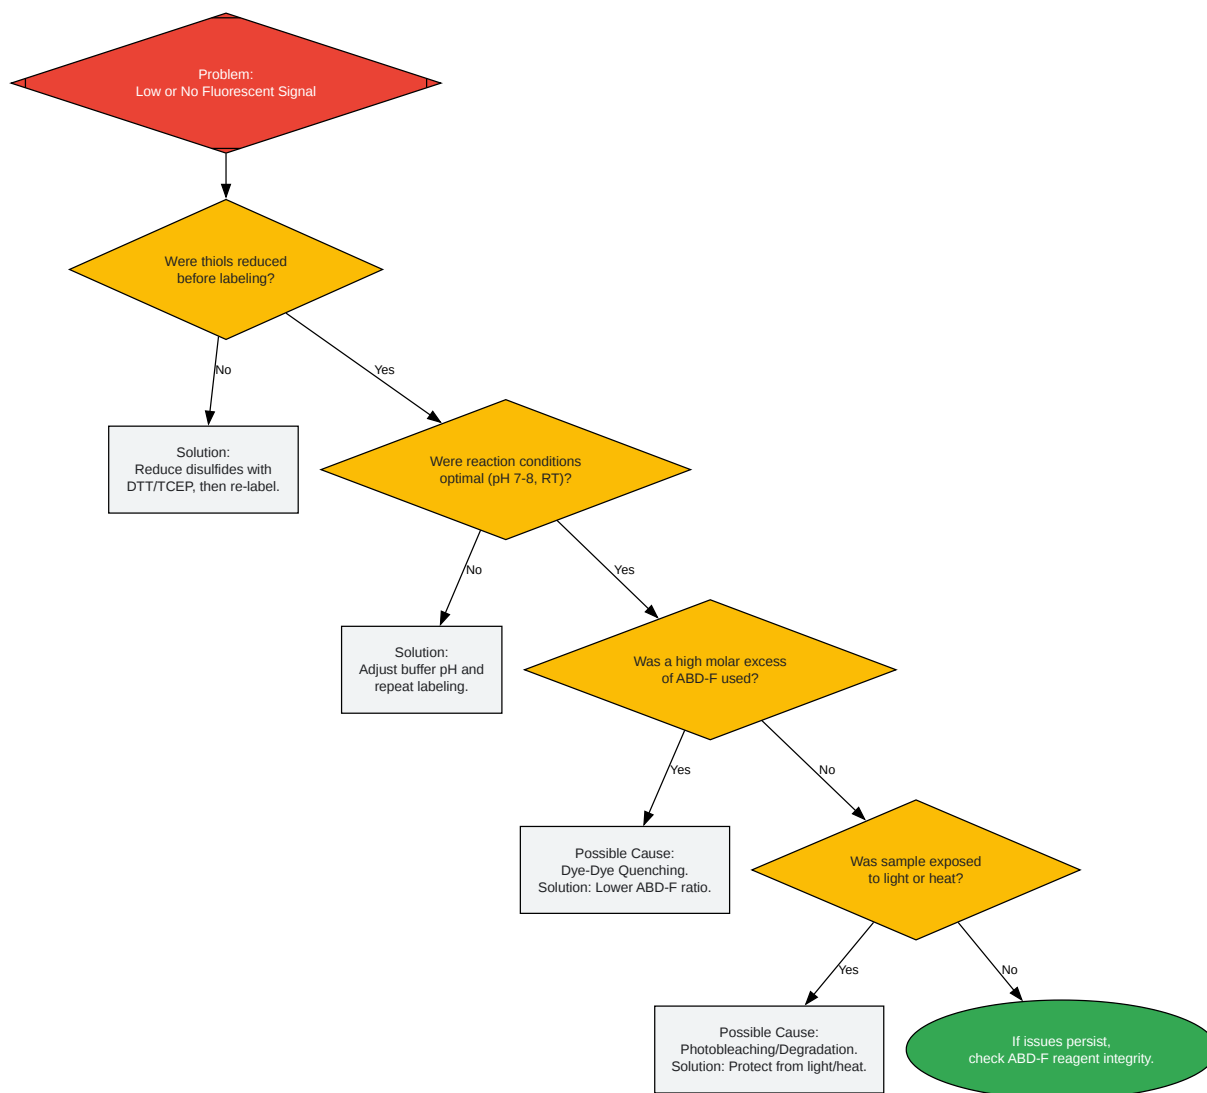 Problem:
Low or No Fluorescent Signal
Were thiols reduced
before labeling?
No
Yes
Solution:
Reduce disulfides with
DTT/TCEP, then re-label.
Were reaction conditions
optimal (pH 7-8, RT)?
No
Yes
Solution:
Adjust buffer pH and
repeat labeling.
Was a high molar excess
of ABD-F used?
Yes
No
Possible Cause:
Dye-Dye Quenching.
Solution: Lower ABD-F ratio.
Was sample exposed
to light or heat?
Yes
No
Possible Cause:
Photobleaching/Degradation.
Solution: Protect from light/heat.
If issues persist,
check ABD-F reagent integrity.